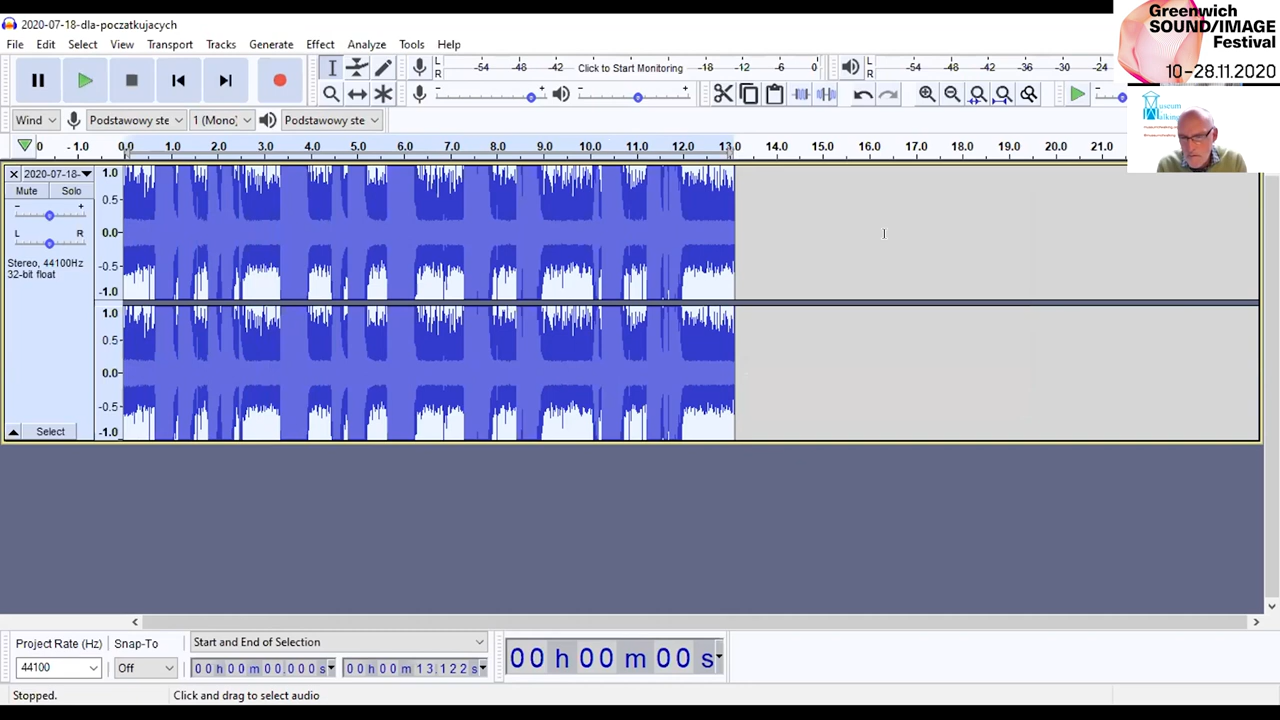 2020-07-18-dla-poczatkujacych
File Edit Select View Transport Tracks Generate Effect Analyze Tools Help
L
R
-54 -48 -42 Click to Start Monitoring -18 -12 -6 0
L
R
-54 -48 -42 -36 -30 -24
- +
- +
Wind
Podstawowy ste
1 (Mono)
Podstawowy ste
- 1.0 0.0 1.0 2.0 3.0 4.0 5.0 6.0 7.0 8.0 9.0 10.0 11.0 12.0 13.0 14.0 15.0 16.0 17.0 18.0 19.0 20.0 21.0
2020-07-18-
Mute Solo
- +
L R
Stereo, 44100Hz
32-bit float
Select
1.0
0.5
0.0
-0.5
-1.0
1.0
0.5
0.0
-0.5
-1.0
Project Rate (Hz) Snap-To Start and End of Selection
44100 Off 00h00m00.000s 00h00m13.122s
00h00m00s
Stopped. Click and drag to select audio
Greenwich
SOUND/IMAGE
Festival
10–28.11.2020